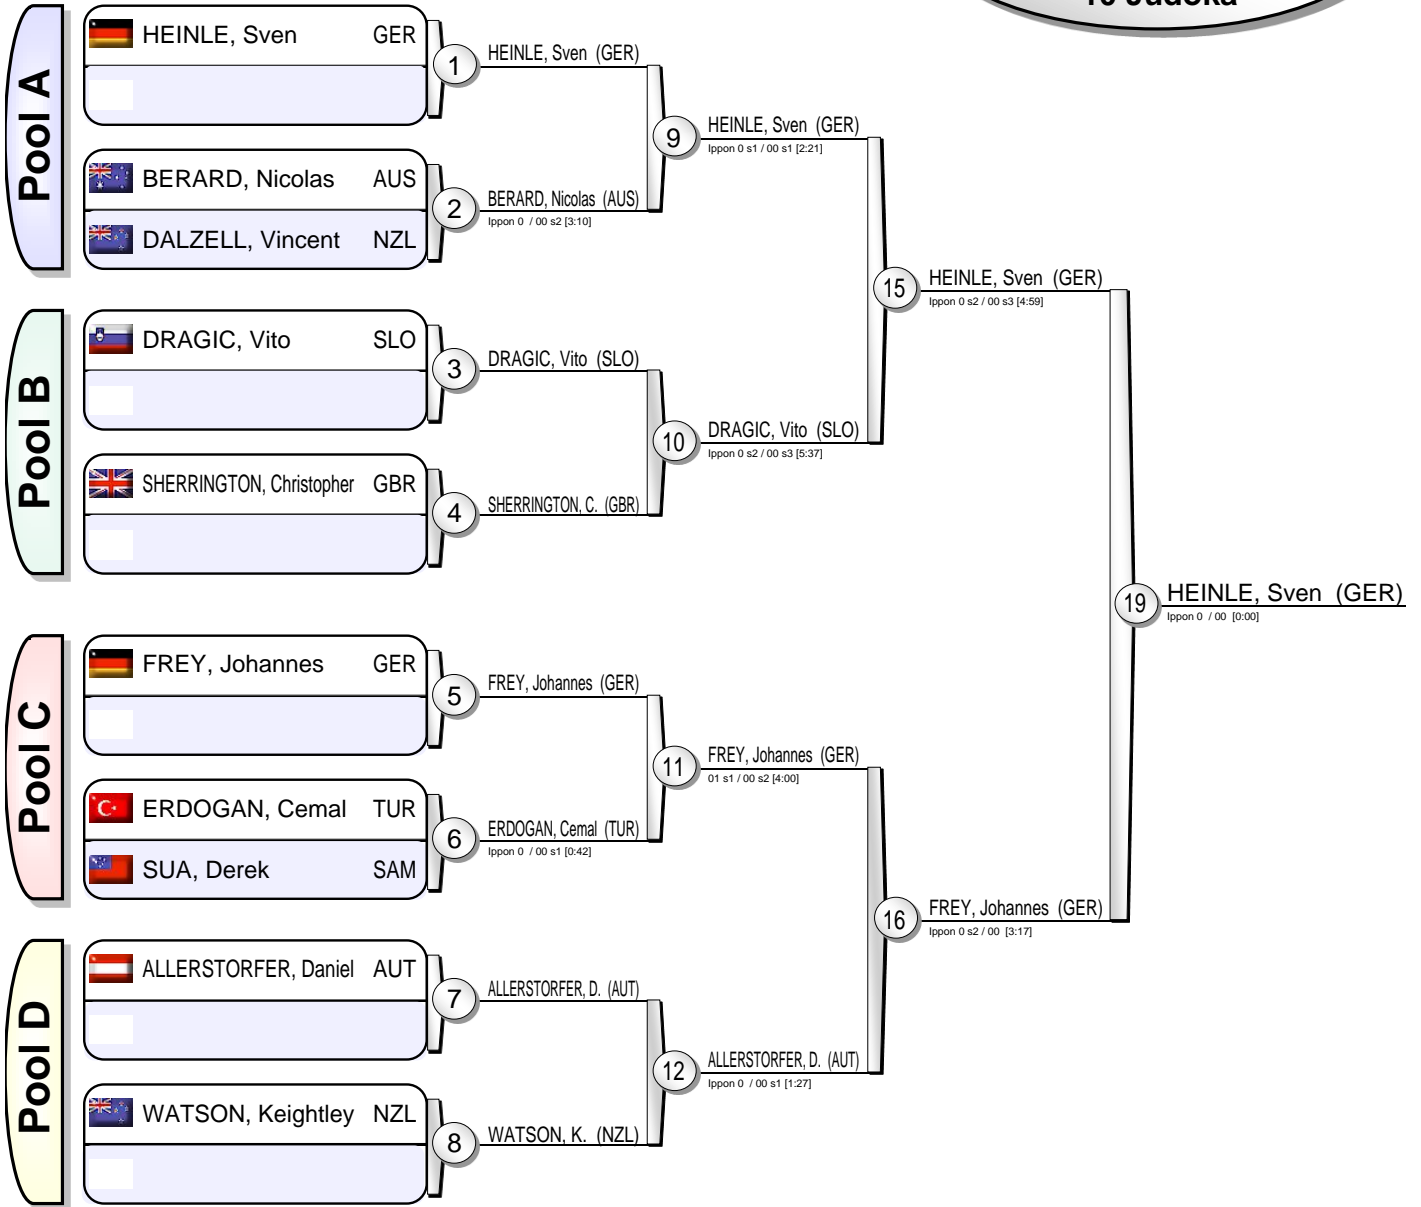 10 Judoka
Pool A
HEINLE, Sven GER
BERARD, Nicolas AUS
DALZELL, Vincent NZL
Pool B
DRAGIC, Vito SLO
SHERRINGTON, Christopher GBR
Pool C
FREY, Johannes GER
ERDOGAN, Cemal TUR
SUA, Derek SAM
Pool D
ALLERSTORFER, Daniel AUT
WATSON, Keightley NZL
1
HEINLE, Sven (GER)
2
BERARD, Nicolas (AUS)
Ippon 0 / 00 s2 [3:10]
3
DRAGIC, Vito (SLO)
4
SHERRINGTON, C. (GBR)
5
FREY, Johannes (GER)
6
ERDOGAN, Cemal (TUR)
Ippon 0 / 00 s1 [0:42]
7
ALLERSTORFER, D. (AUT)
8
WATSON, K. (NZL)
9
HEINLE, Sven (GER)
Ippon 0 s1 / 00 s1 [2:21]
10
DRAGIC, Vito (SLO)
Ippon 0 s2 / 00 s3 [5:37]
11
FREY, Johannes (GER)
01 s1 / 00 s2 [4:00]
12
ALLERSTORFER, D. (AUT)
Ippon 0 / 00 s1 [1:27]
15
HEINLE, Sven (GER)
Ippon 0 s2 / 00 s3 [4:59]
16
FREY, Johannes (GER)
Ippon 0 s2 / 00 [3:17]
19
HEINLE, Sven (GER)
Ippon 0 / 00 [0:00]